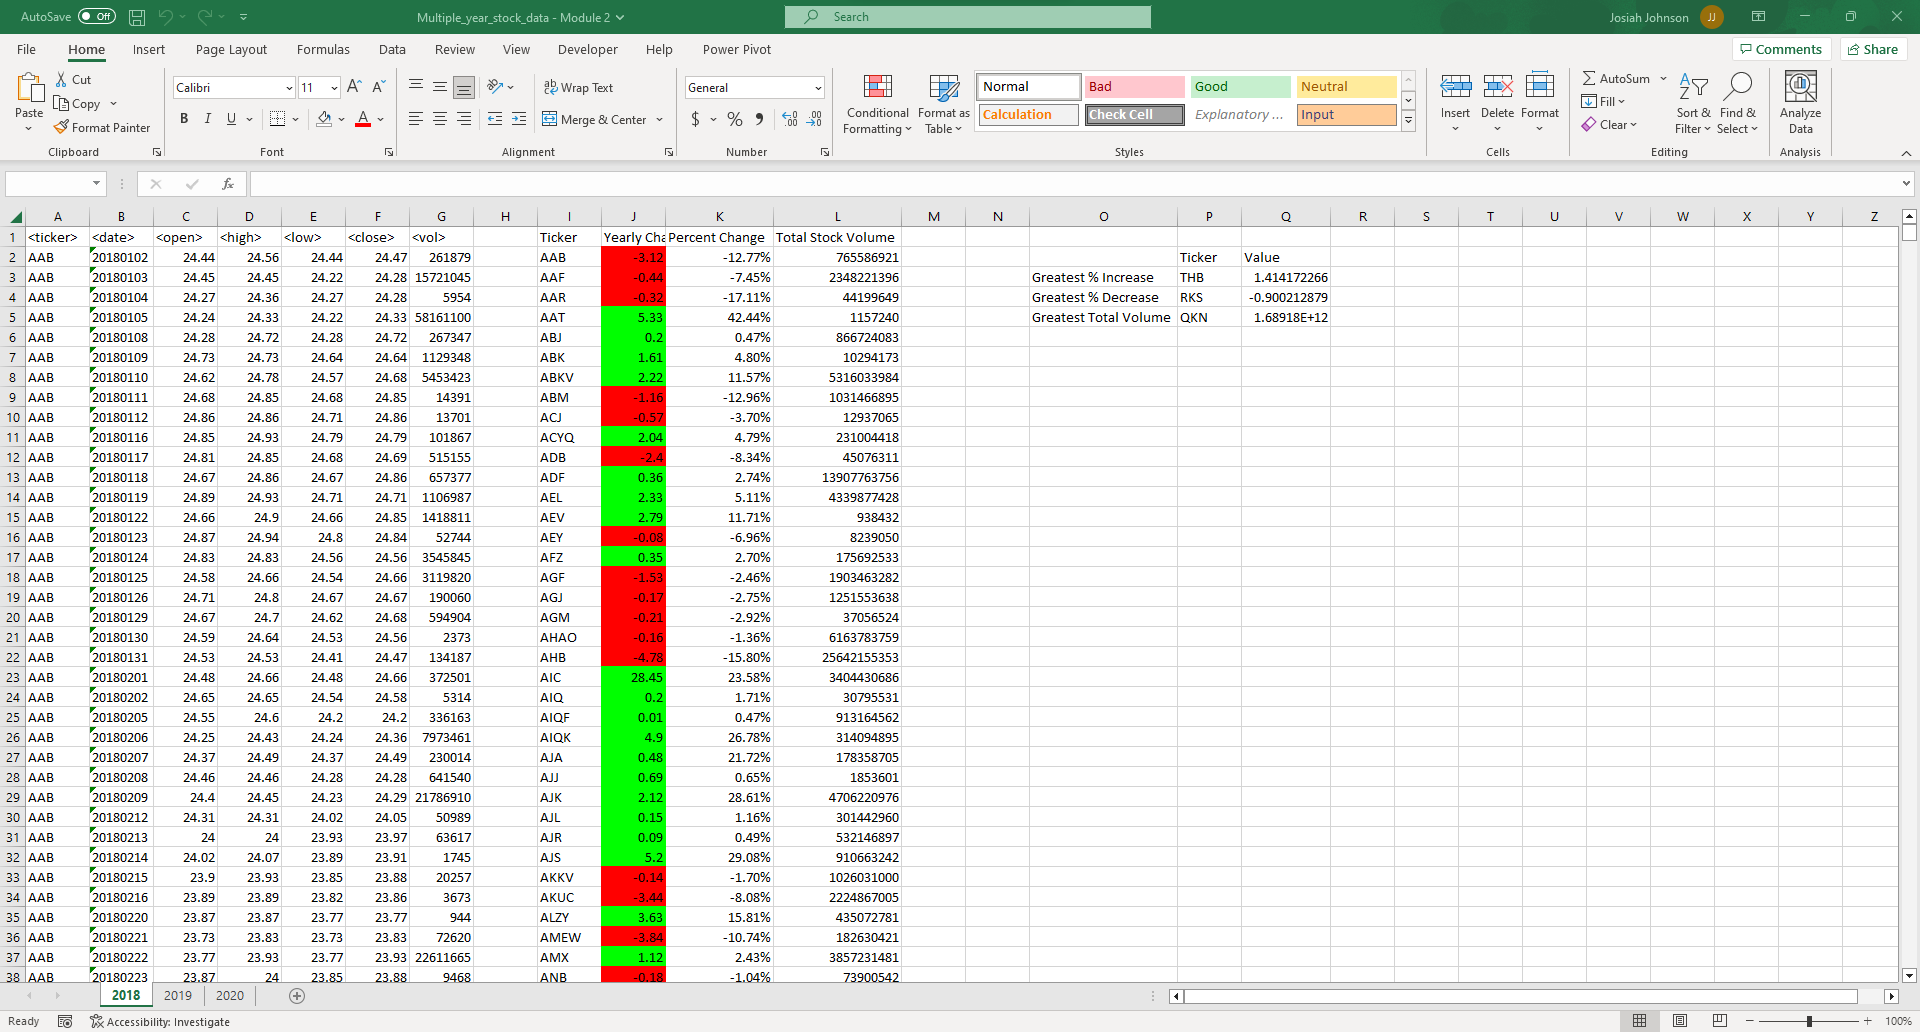 AutoSave Off Multiple_year_stock_data - Module 2 Search Josiah Johnson JJ
File Home Insert Page Layout Formulas Data Review View Developer Help Power Pivot Comments Share
Paste Cut Copy Format Painter
Clipboard
Calibri 11
B I U
Font
Wrap Text
Merge & Center
Alignment
General
$ %
Number
Conditional Formatting
Format as Table
Normal Bad Good Neutral
Calculation Check Cell Explanatory ... Input
Styles
Insert Delete Format
Cells
AutoSum
Fill
Clear
Sort & Filter
Find & Select
Editing
Analyze Data
Analysis
fx
A B C D E F G H I J K L M N O P Q R S T U V W X Y Z
1 <ticker> <date> <open> <high> <low> <close> <vol> Ticker Yearly Cha Percent Change Total Stock Volume
2 AAB 20180102 24.44 24.56 24.44 24.47 261879 AAB -3.12 -12.77% 765586921 Ticker Value
3 AAB 20180103 24.45 24.45 24.22 24.28 15721045 AAF -0.44 -7.45% 2348221396 Greatest % Increase THB 1.414172266
4 AAB 20180104 24.27 24.36 24.27 24.28 5954 AAR -0.32 -17.11% 44199649 Greatest % Decrease RKS -0.900212879
5 AAB 20180105 24.24 24.33 24.22 24.33 58161100 AAT 5.33 42.44% 1157240 Greatest Total Volume QKN 1.68918E+12
6 AAB 20180108 24.28 24.72 24.28 24.72 267347 ABJ 0.2 0.47% 866724083
7 AAB 20180109 24.73 24.73 24.64 24.64 1129348 ABK 1.61 4.80% 10294173
8 AAB 20180110 24.62 24.78 24.57 24.68 5453423 ABKV 2.22 11.57% 5316033984
9 AAB 20180111 24.68 24.85 24.68 24.85 14391 ABM -1.16 -12.96% 1031466895
10 AAB 20180112 24.86 24.86 24.71 24.86 13701 ACJ -0.57 -3.70% 12937065
11 AAB 20180116 24.85 24.93 24.79 24.79 101867 ACYQ 2.04 4.79% 231004418
12 AAB 20180117 24.81 24.85 24.68 24.69 515155 ADB -2.4 -8.34% 45076311
13 AAB 20180118 24.67 24.86 24.67 24.86 657377 ADF 0.36 2.74% 13907763756
14 AAB 20180119 24.89 24.93 24.71 24.71 1106987 AEL 2.33 5.11% 4339877428
15 AAB 20180122 24.66 24.9 24.66 24.85 1418811 AEV 2.79 11.71% 938432
16 AAB 20180123 24.87 24.94 24.8 24.84 52744 AEY -0.08 -6.96% 8239050
17 AAB 20180124 24.83 24.83 24.56 24.56 3545845 AFZ 0.35 2.70% 175692533
18 AAB 20180125 24.58 24.66 24.54 24.66 3119820 AGF -1.53 -2.46% 1903463282
19 AAB 20180126 24.71 24.8 24.67 24.67 190060 AGJ -0.17 -2.75% 1251553638
20 AAB 20180129 24.67 24.7 24.62 24.68 594904 AGM -0.21 -2.92% 37056524
21 AAB 20180130 24.59 24.64 24.53 24.56 2373 AHAO -0.16 -1.36% 6163783759
22 AAB 20180131 24.53 24.53 24.41 24.47 134187 AHB -4.78 -15.80% 25642155353
23 AAB 20180201 24.48 24.66 24.48 24.66 372501 AIC 28.45 23.58% 3404430686
24 AAB 20180202 24.65 24.65 24.54 24.58 5314 AIQ 0.2 1.71% 30795531
25 AAB 20180205 24.55 24.6 24.2 24.2 336163 AIQF 0.01 0.47% 913164562
26 AAB 20180206 24.25 24.43 24.24 24.36 7973461 AIQK 4.9 26.78% 314094895
27 AAB 20180207 24.37 24.49 24.37 24.49 230014 AJA 0.48 21.72% 178358705
28 AAB 20180208 24.46 24.46 24.28 24.28 641540 AJJ 0.69 0.65% 1853601
29 AAB 20180209 24.4 24.45 24.23 24.29 21786910 AJK 2.12 28.61% 4706220976
30 AAB 20180212 24.31 24.31 24.02 24.05 50989 AJL 0.15 1.16% 301442960
31 AAB 20180213 24 24 23.93 23.97 63617 AJR 0.09 0.49% 532146897
32 AAB 20180214 24.02 24.07 23.89 23.91 1745 AJS 5.2 29.08% 910663242
33 AAB 20180215 23.9 23.93 23.85 23.88 20257 AKKV -0.14 -1.70% 1026031000
34 AAB 20180216 23.89 23.89 23.82 23.86 3673 AKUC -3.44 -8.08% 2224867005
35 AAB 20180220 23.87 23.87 23.77 23.77 944 ALZY 3.63 15.81% 435072781
36 AAB 20180221 23.73 23.83 23.73 23.83 72620 AMEW -3.84 -10.74% 182630421
37 AAB 20180222 23.77 23.93 23.77 23.93 22611665 AMX 1.12 2.43% 3857231481
38 AAB 20180223 23.87 24 23.85 23.88 9468 ANB -0.18 -1.04% 73900542
2018 2019 2020
Ready Accessibility: Investigate 100%